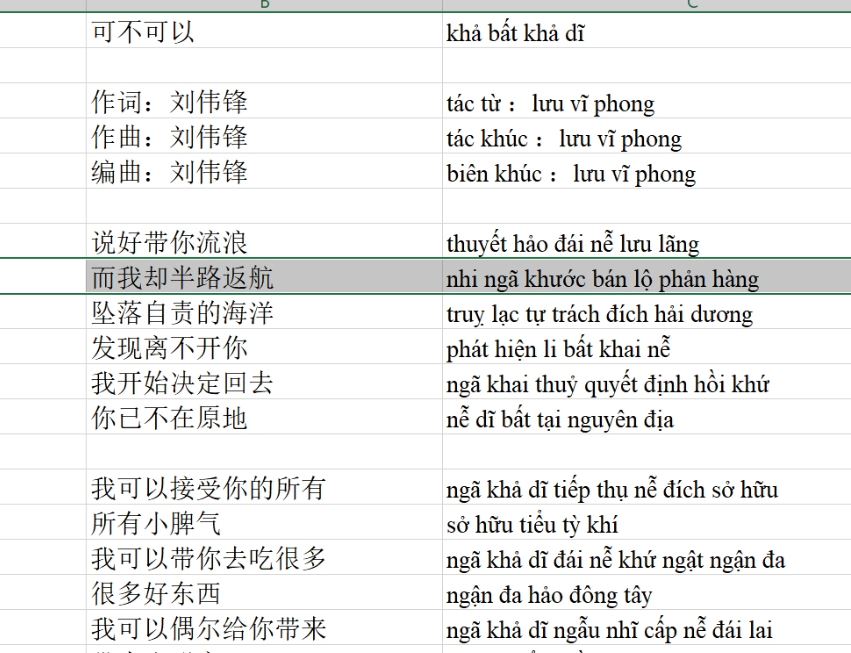 B C
可不可以 khả bất khả dĩ
作词：刘伟锋 tác từ ：lưu vĩ phong
作曲：刘伟锋 tác khúc ：lưu vĩ phong
编曲：刘伟锋 biên khúc ：lưu vĩ phong
说好带你流浪 thuyết hảo đái nễ lưu lãng
而我却半路返航 nhi ngã khước bán lộ phản hàng
坠落自责的海洋 truỵ lạc tự trách đích hải dương
发现离不开你 phát hiện li bất khai nễ
我开始决定回去 ngã khai thuỷ quyết định hồi khứ
你已不在原地 nễ dĩ bất tại nguyên địa
我可以接受你的所有 ngã khả dĩ tiếp thụ nễ đích sở hữu
所有小脾气 sở hữu tiểu tỳ khí
我可以带你去吃很多 ngã khả dĩ đái nễ khứ ngật ngận đa
很多好东西 ngận đa hảo đông tây
我可以偶尔给你带来 ngã khả dĩ ngẫu nhĩ cấp nễ đái lai